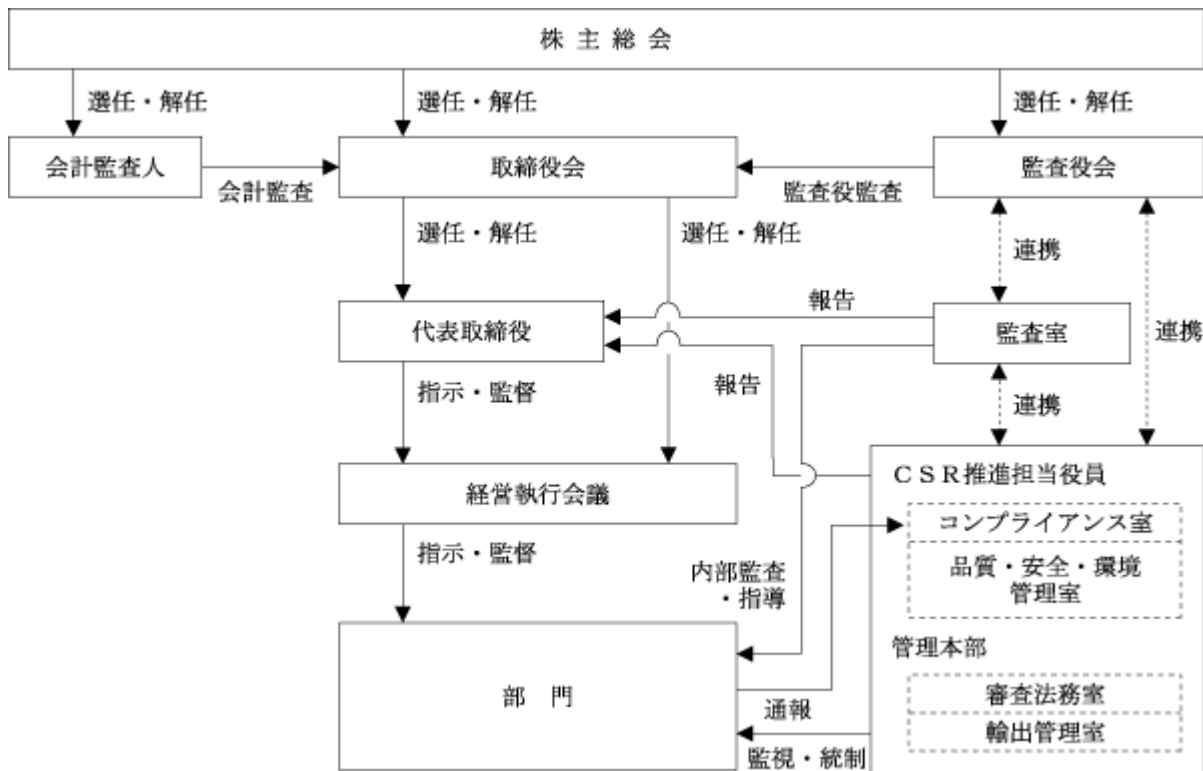 株主総会
選任・解任
選任・解任
選任・解任
会計監査人
取締役会
監査役会
会計監査
監査役監査
選任・解任
選任・解任
連携
報告
代表取締役
監査室
連携
指示・監督
報告
連携
経営執行会議
CSR推進担当役員
コンプライアンス室
指示・監督
内部監査
・指導
品質・安全・環境
管理室
管理本部
部門
審査法務室
通報
輸出管理室
監視・統制